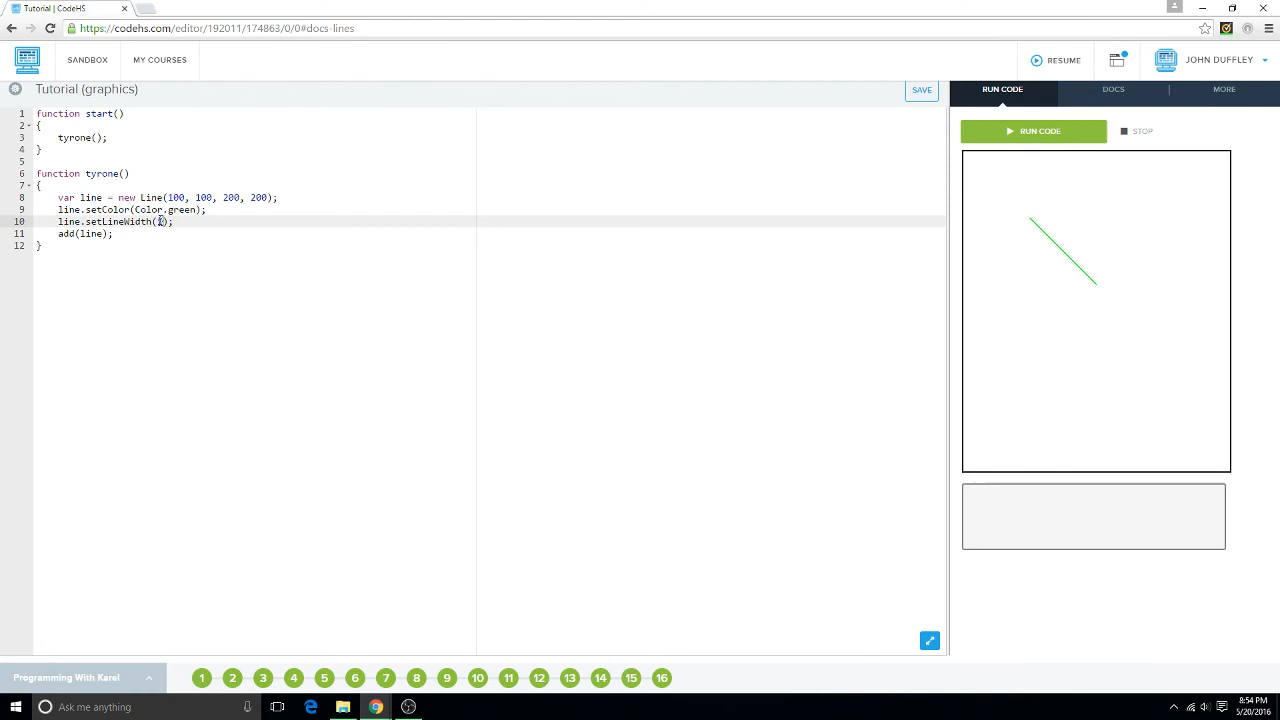 Tutorial | CodeHS
https://codehs.com/editor/192011/174863/0/0#docs-lines
SANDBOX
MY COURSES
RESUME
JOHN DUFFLEY
Tutorial (graphics)
SAVE
RUN CODE
DOCS
MORE
RUN CODE
STOP
1 function start()
2 {
3 tyrone();
4 }
5
6 function tyrone()
7 {
8 var line = new Line(100, 100, 200, 200);
9 line.setColor(Color.green);
10 line.setLineWidth();
11 add(line);
12 }
Programming With Karel
1 2 3 4 5 6 7 8 9 10 11 12 13 14 15 16
Ask me anything
8:54 PM
5/20/2016